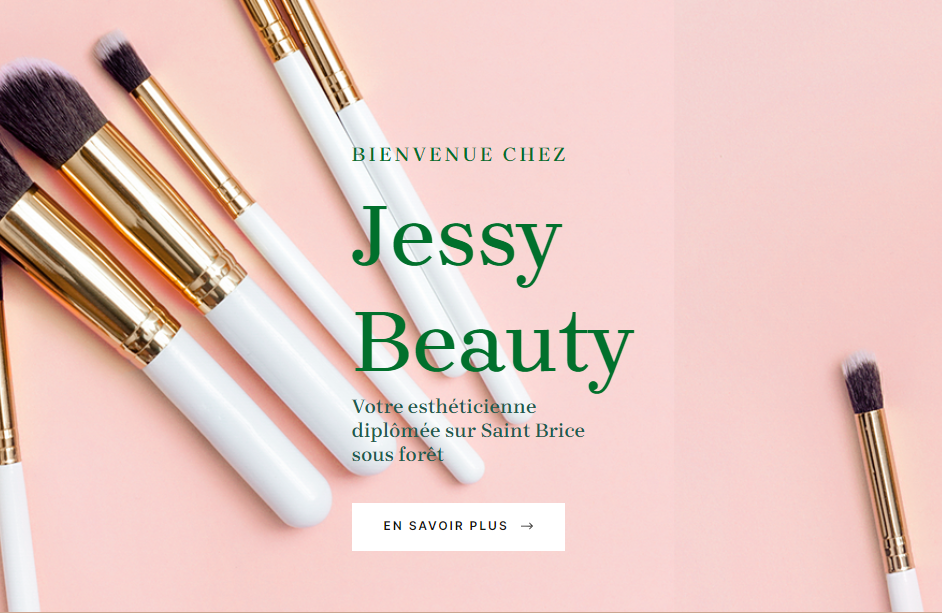 BIENVENUE CHEZ
Jessy
Beauty
Votre esthéticienne
diplômée sur Saint Brice
sous forêt
EN SAVOIR PLUS →